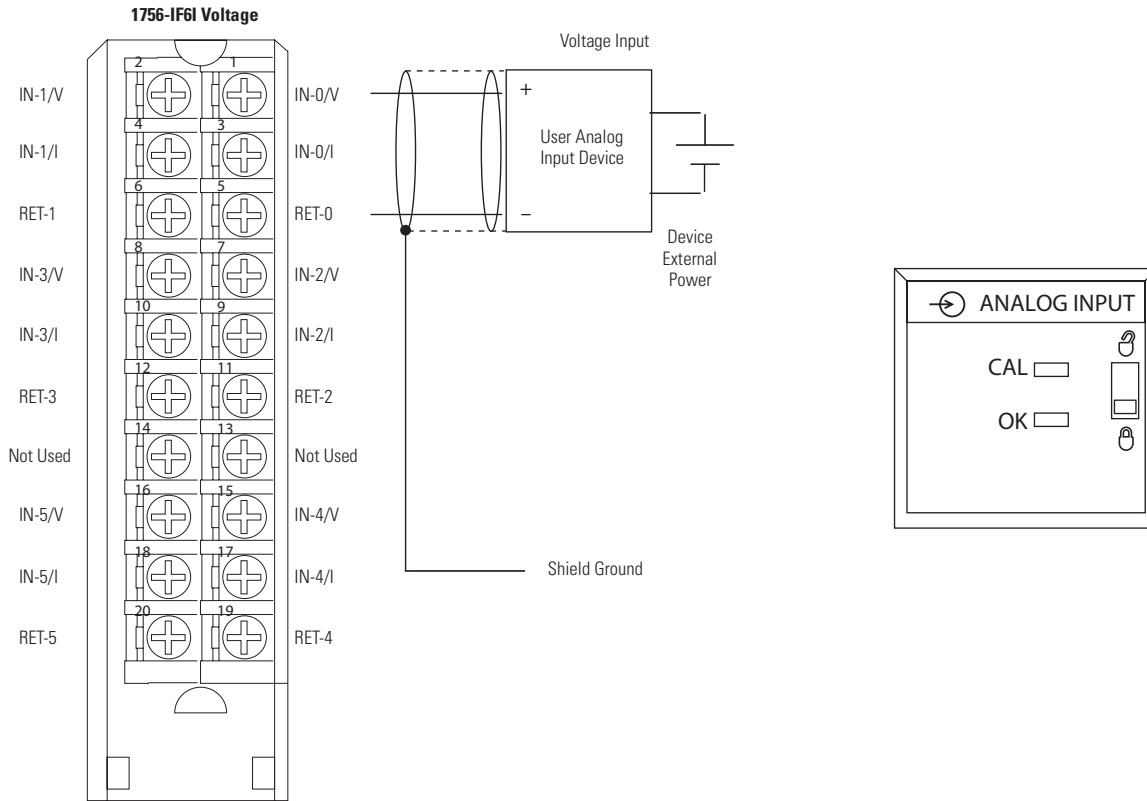 1756-IF6I Voltage
Voltage Input
2 1
IN-1/V IN-0/V +
4 3
IN-1/I IN-0/I User Analog
Input Device
6 5
RET-1 RET-0 –
8 7
Device
External
Power
IN-3/V IN-2/V
10 9
IN-3/I IN-2/I
12 11
RET-3 RET-2
14 13
Not Used Not Used
16 15
IN-5/V IN-4/V
18 17
IN-5/I IN-4/I
Shield Ground
20 19
RET-5 RET-4
ANALOG INPUT
CAL
OK